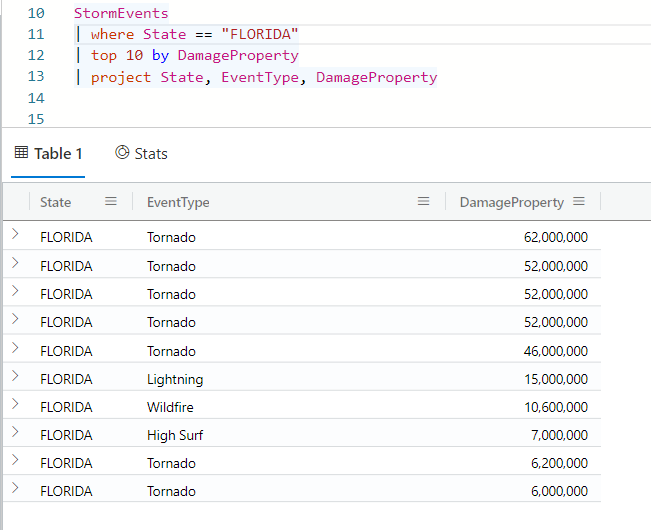 10 StormEvents
11 | where State == "FLORIDA"
12 | top 10 by DamageProperty
13 | project State, EventType, DamageProperty
14
15
Table 1 Stats
State EventType DamageProperty
FLORIDA Tornado 62,000,000
FLORIDA Tornado 52,000,000
FLORIDA Tornado 52,000,000
FLORIDA Tornado 52,000,000
FLORIDA Tornado 46,000,000
FLORIDA Lightning 15,000,000
FLORIDA Wildfire 10,600,000
FLORIDA High Surf 7,000,000
FLORIDA Tornado 6,200,000
FLORIDA Tornado 6,000,000